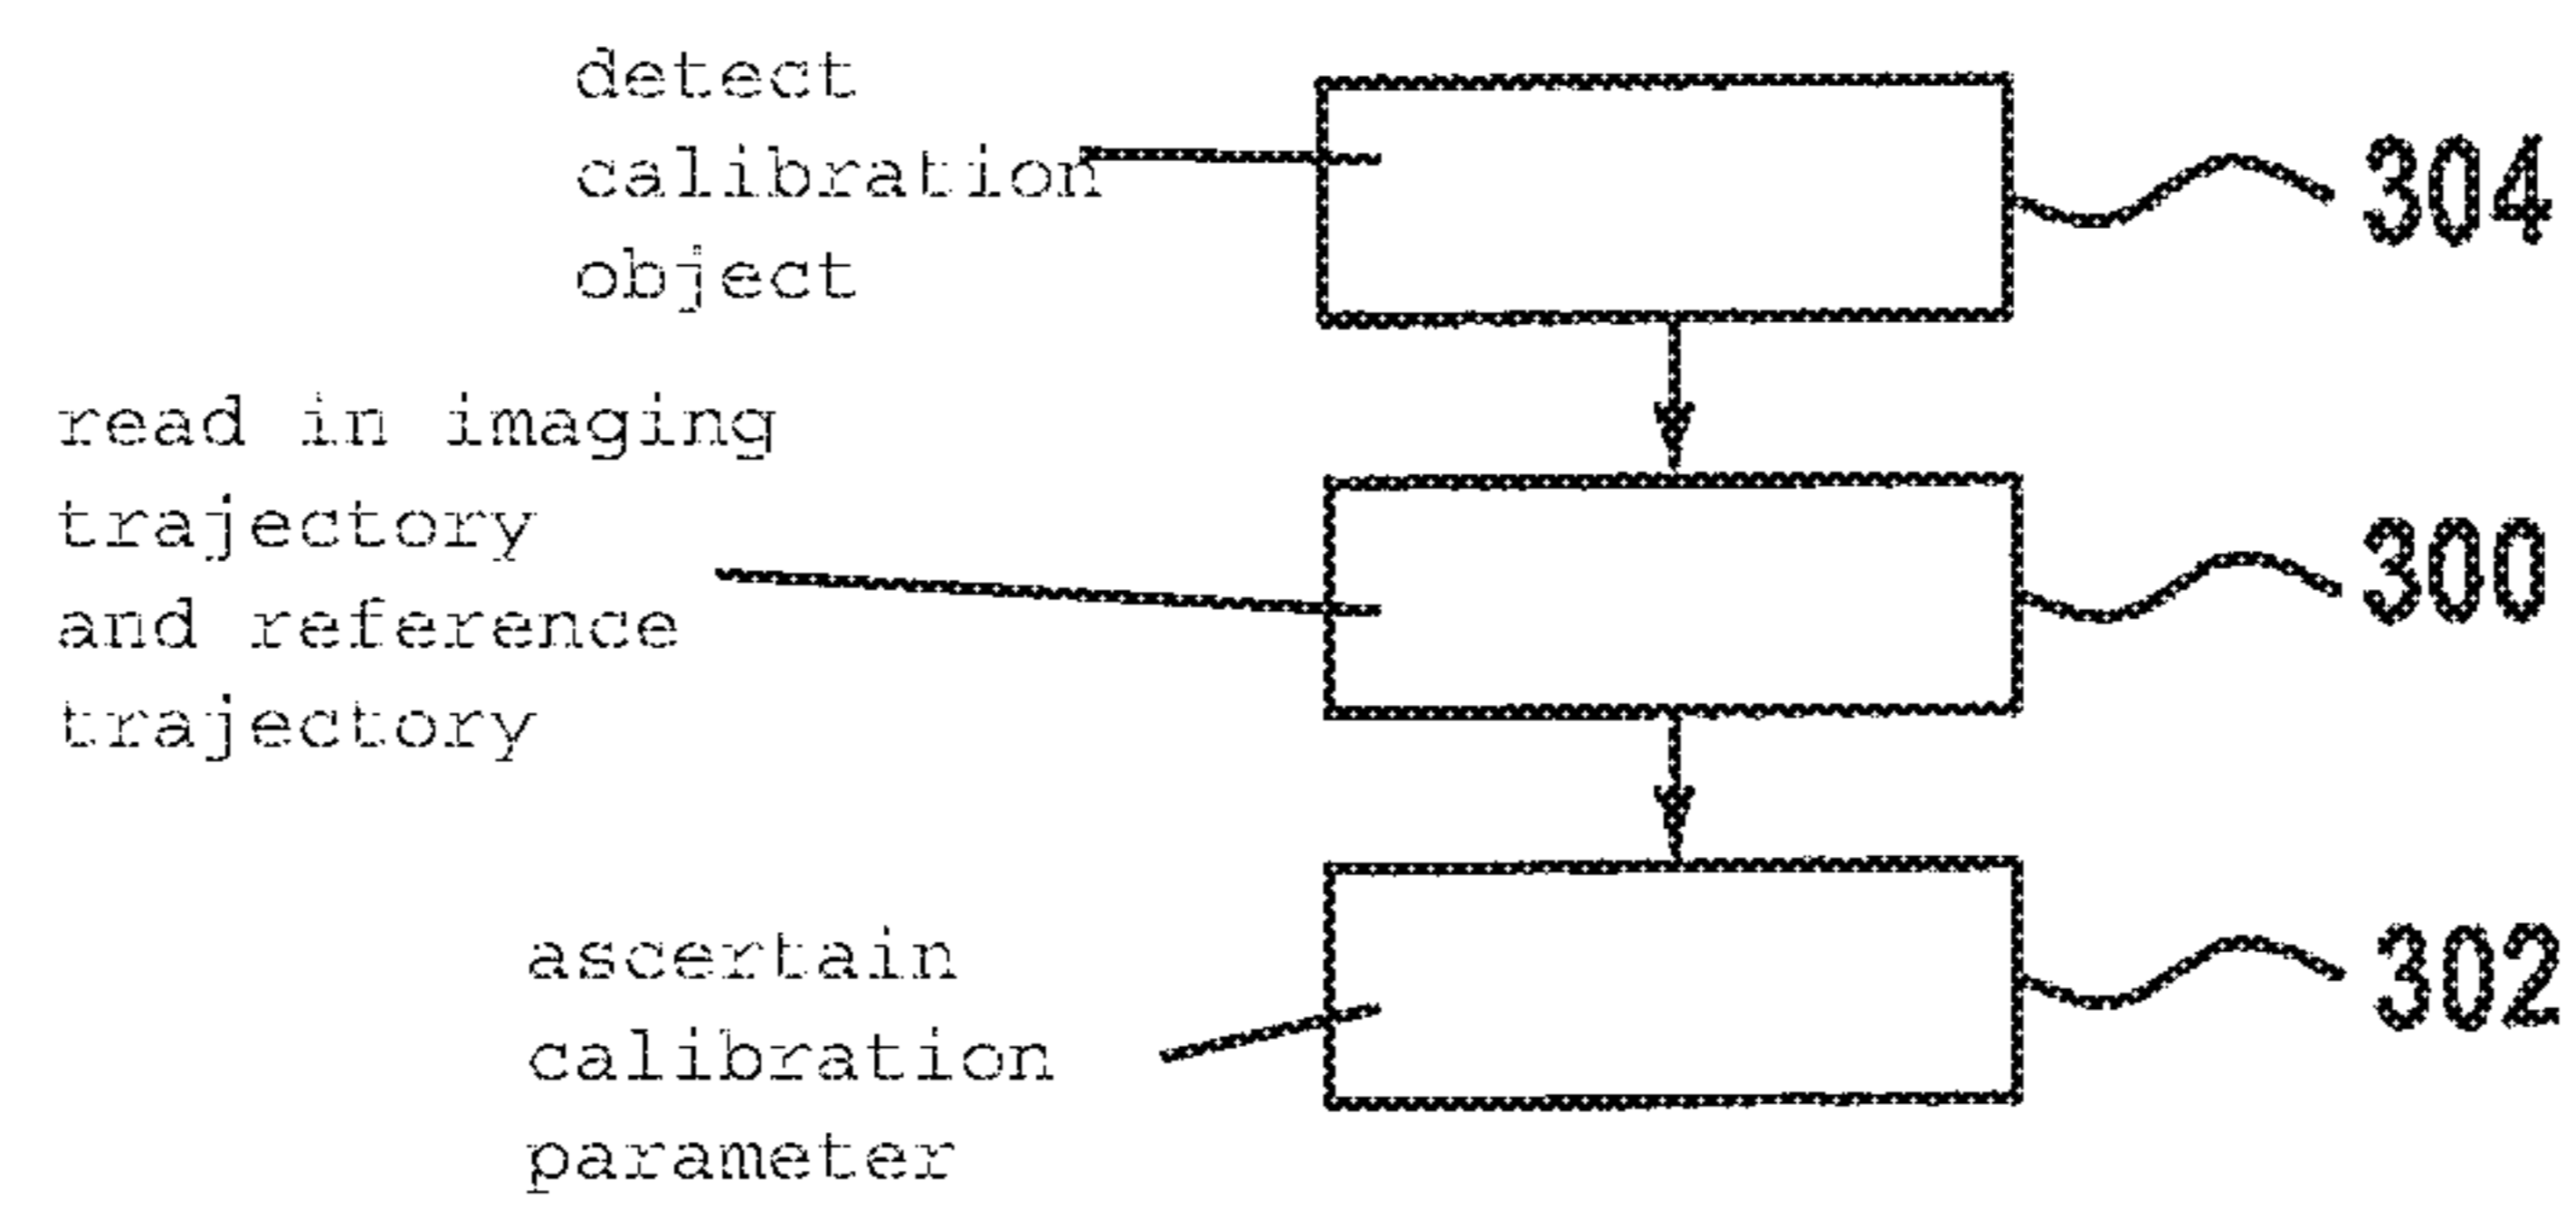 detect
calibration
object
304
read in imaging
trajectory
and reference
trajectory
300
ascertain
calibration
parameter
302